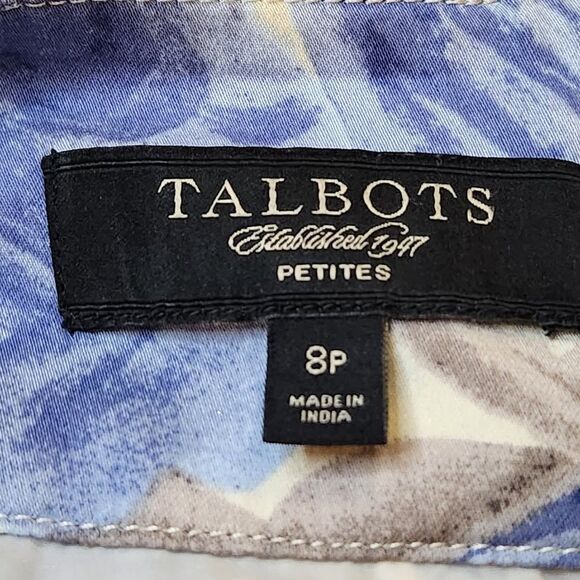 TALBOTS
Established 1947
PETITES
8P
MADE IN
INDIA